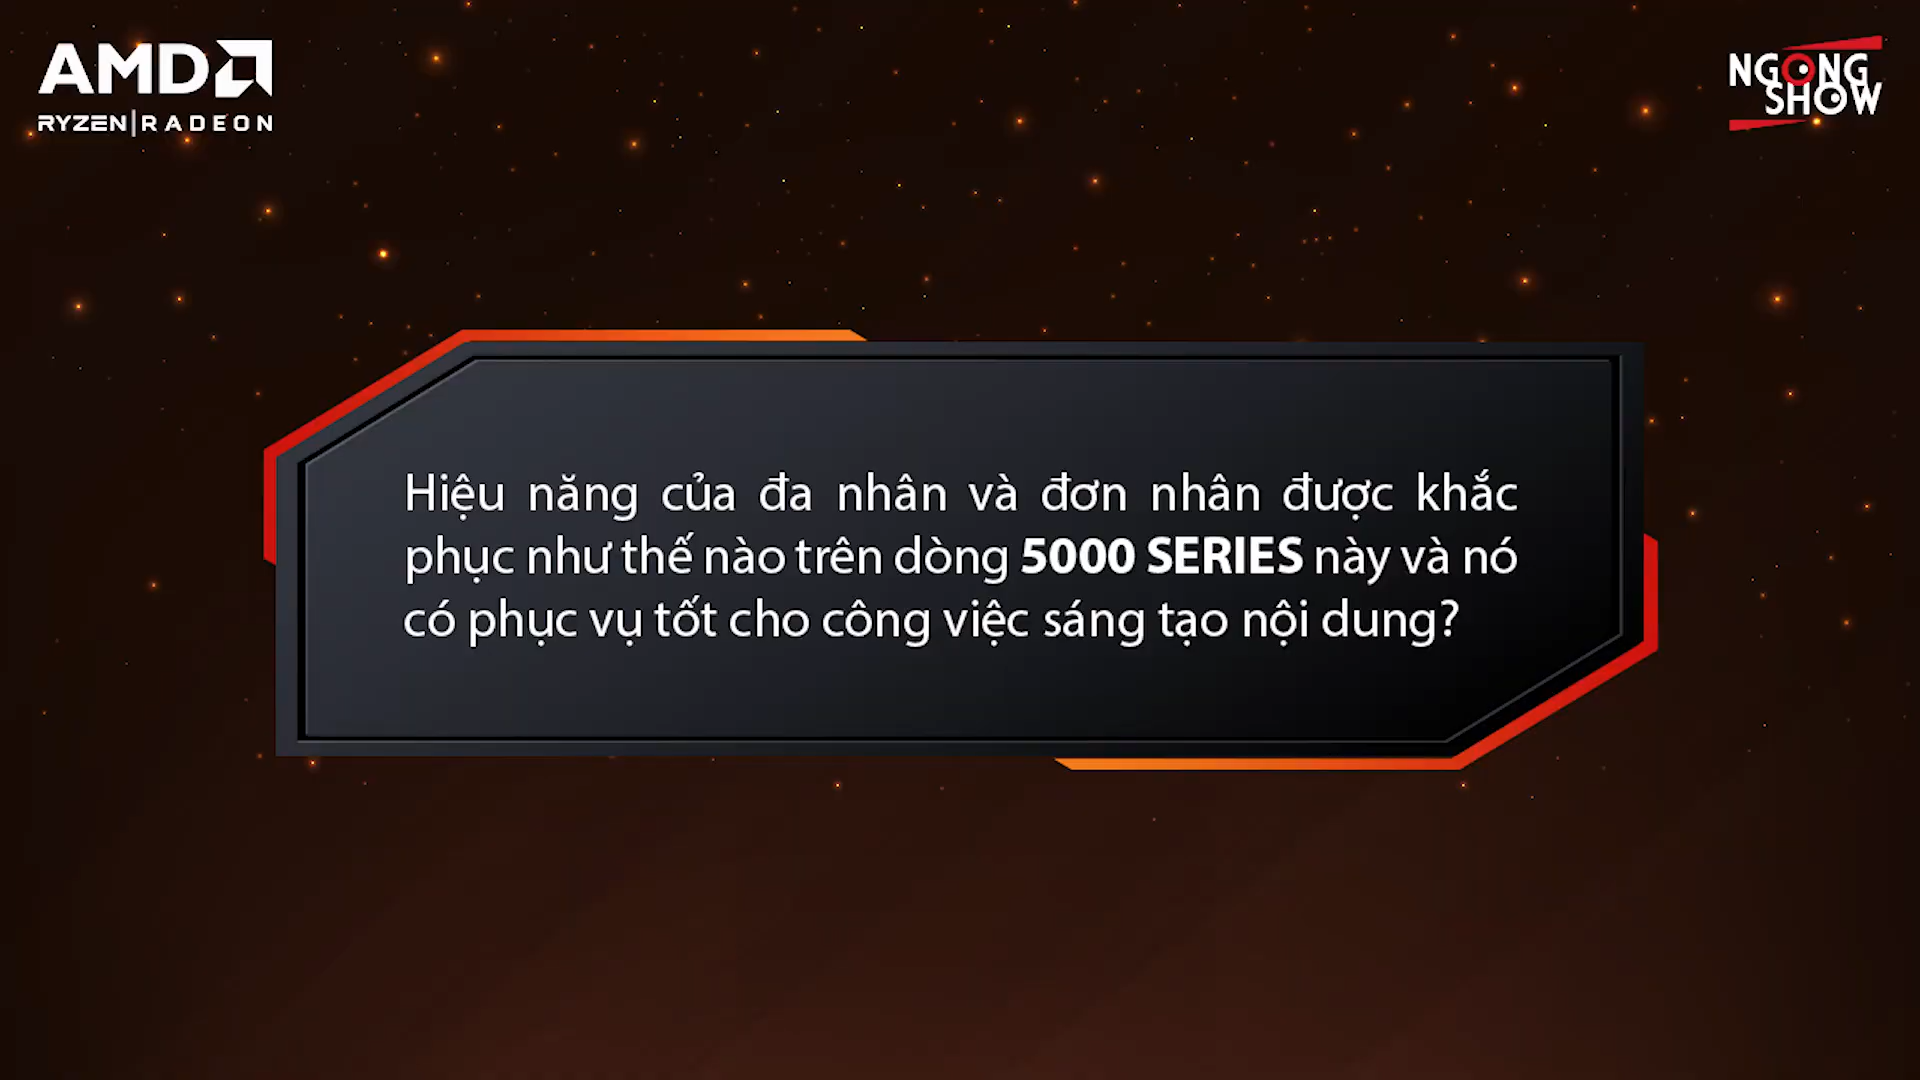 AMD
RYZEN|RADEON
NGONG
SHOW
Hiệu năng của đa nhân và đơn nhân được khắc
phục như thế nào trên dòng 5000 SERIES này và nó
có phục vụ tốt cho công việc sáng tạo nội dung?